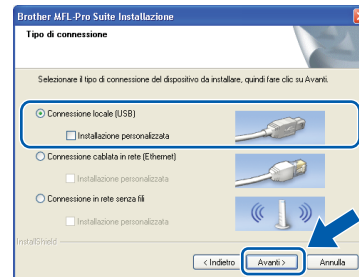 Brother MFL-Pro Suite Installazione
Tipo di connessione
Selezionare il tipo di connessione del dispositivo da installare, quindi fare clic su Avanti.
Connessione locale (USB)
Installazione personalizzata
Connessione cablata in rete (Ethernet)
Installazione personalizzata
Connessione in rete senza fili
Installazione personalizzata
InstallShield
< Indietro
Avanti >
Annulla